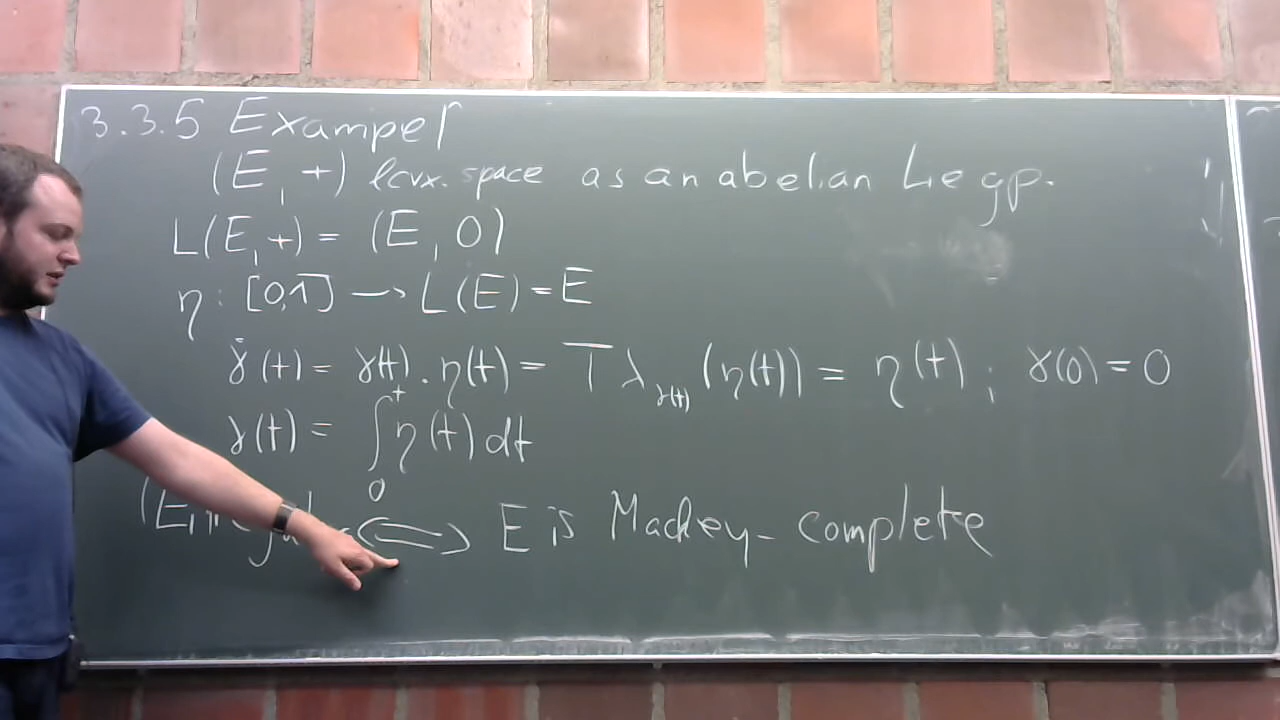 3.3.5 Exampel
(E,+) lcvx. space as an abelian Lie gp.
L(E,+) = (E,0)
η : [0,1] → L(E) = E
γ̇(t) = γ(t).η(t) = Tλ_γ(t) (η(t)) = η(t) ; γ(0) = 0
γ(t) = ∫₀ᵗ η(t) dt
⟺ E is Mackey-complete